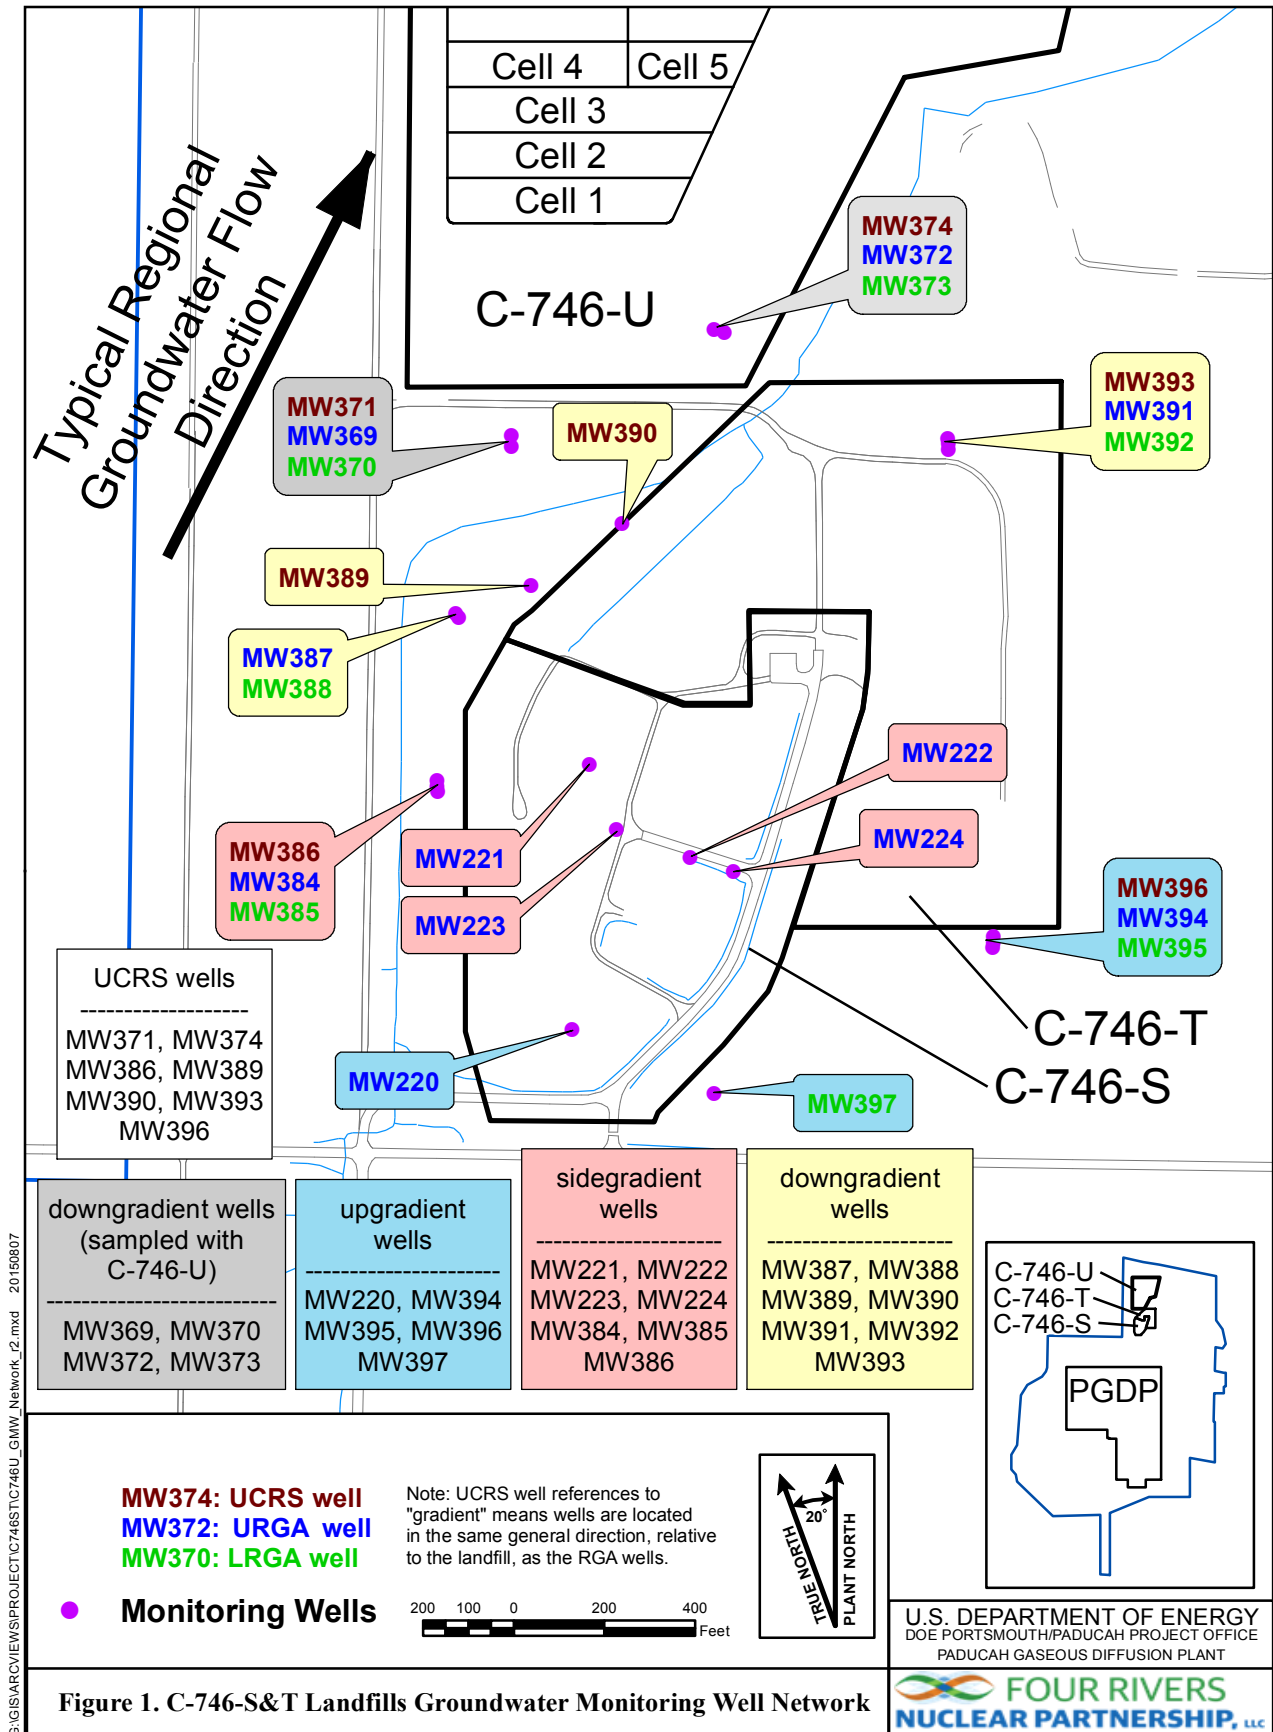 Cell 4
Cell 5
Cell 3
Cell 2
Cell 1
C-746-U
Typical Regional
Groundwater Flow
Direction
MW374
MW372
MW373
MW371
MW369
MW370
MW390
MW393
MW391
MW392
MW389
MW387
MW388
MW222
MW224
MW221
MW223
MW386
MW384
MW385
MW396
MW394
MW395
C-746-T
C-746-S
MW220
MW397
UCRS wells
--------------------
MW371, MW374
MW386, MW389
MW390, MW393
MW396
downgradient wells
(sampled with
C-746-U)
--------------------------
MW369, MW370
MW372, MW373
upgradient
wells
----------------------
MW220, MW394
MW395, MW396
MW397
sidegradient
wells
------------------------
MW221, MW222
MW223, MW224
MW384, MW385
MW386
downgradient
wells
---------------------
MW387, MW388
MW389, MW390
MW391, MW392
MW393
C-746-U
C-746-T
C-746-S
PGDP
MW374: UCRS well
MW372: URGA well
MW370: LRGA well
Monitoring Wells
Note: UCRS well references to
"gradient" means wells are located
in the same general direction, relative
to the landfill, as the RGA wells.
200 100 0 200 400
Feet
20°
TRUE NORTH
PLANT NORTH
U.S. DEPARTMENT OF ENERGY
DOE PORTSMOUTH/PADUCAH PROJECT OFFICE
PADUCAH GASEOUS DIFFUSION PLANT
FOUR RIVERS
NUCLEAR PARTNERSHIP, LLC
Figure 1. C-746-S&T Landfills Groundwater Monitoring Well Network
G:\GIS\ARCVIEWS\PROJECT\C746ST\C746U_GMW_Network_r2.mxd 20150807